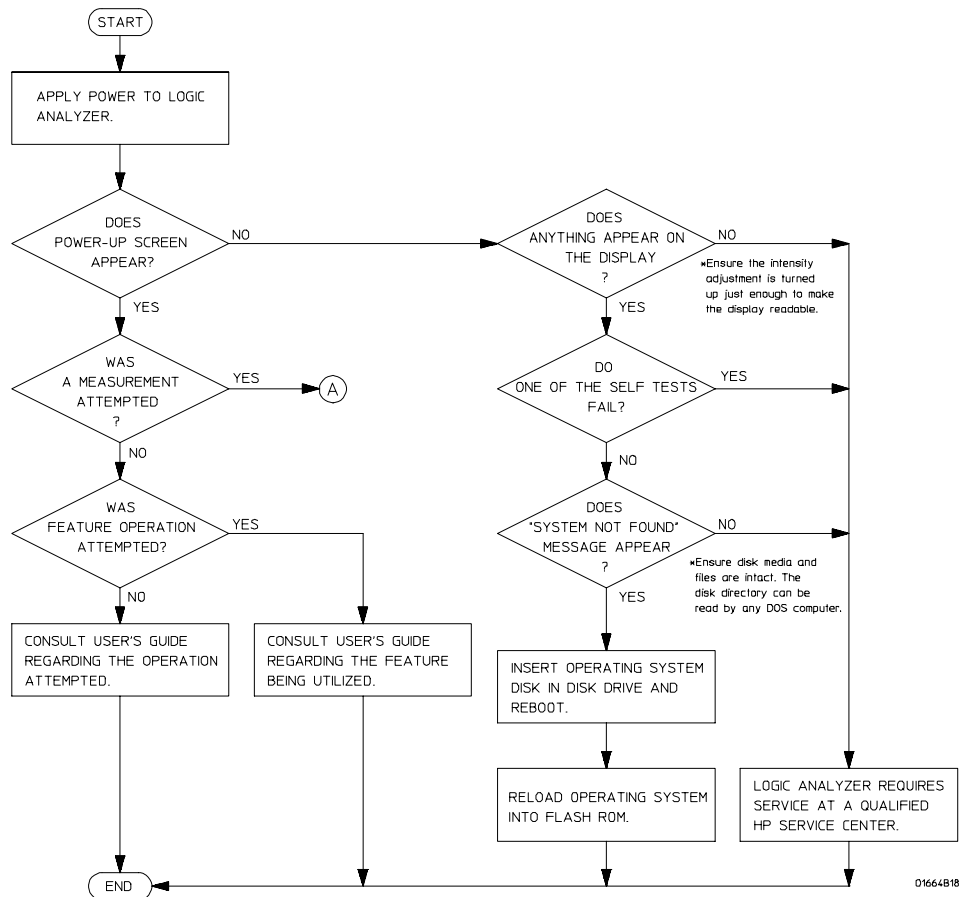 START
APPLY POWER TO LOGIC
ANALYZER.
DOES
POWER-UP SCREEN
APPEAR?
NO
YES
DOES
ANYTHING APPEAR ON
THE DISPLAY
?
NO
*Ensure the intensity
adjustment is turned
up just enough to make
the display readable.
YES
WAS
A MEASUREMENT
ATTEMPTED
?
YES
A
NO
DO
ONE OF THE SELF TESTS
FAIL?
YES
NO
WAS
FEATURE OPERATION
ATTEMPTED?
YES
NO
DOES
"SYSTEM NOT FOUND"
MESSAGE APPEAR
?
NO
*Ensure disk media and
files are intact. The
disk directory can be
read by any DOS computer.
YES
CONSULT USER'S GUIDE
REGARDING THE OPERATION
ATTEMPTED.
CONSULT USER'S GUIDE
REGARDING THE FEATURE
BEING UTILIZED.
INSERT OPERATING SYSTEM
DISK IN DISK DRIVE AND
REBOOT.
RELOAD OPERATING SYSTEM
INTO FLASH ROM.
LOGIC ANALYZER REQUIRES
SERVICE AT A QUALIFIED
HP SERVICE CENTER.
END
01664B18